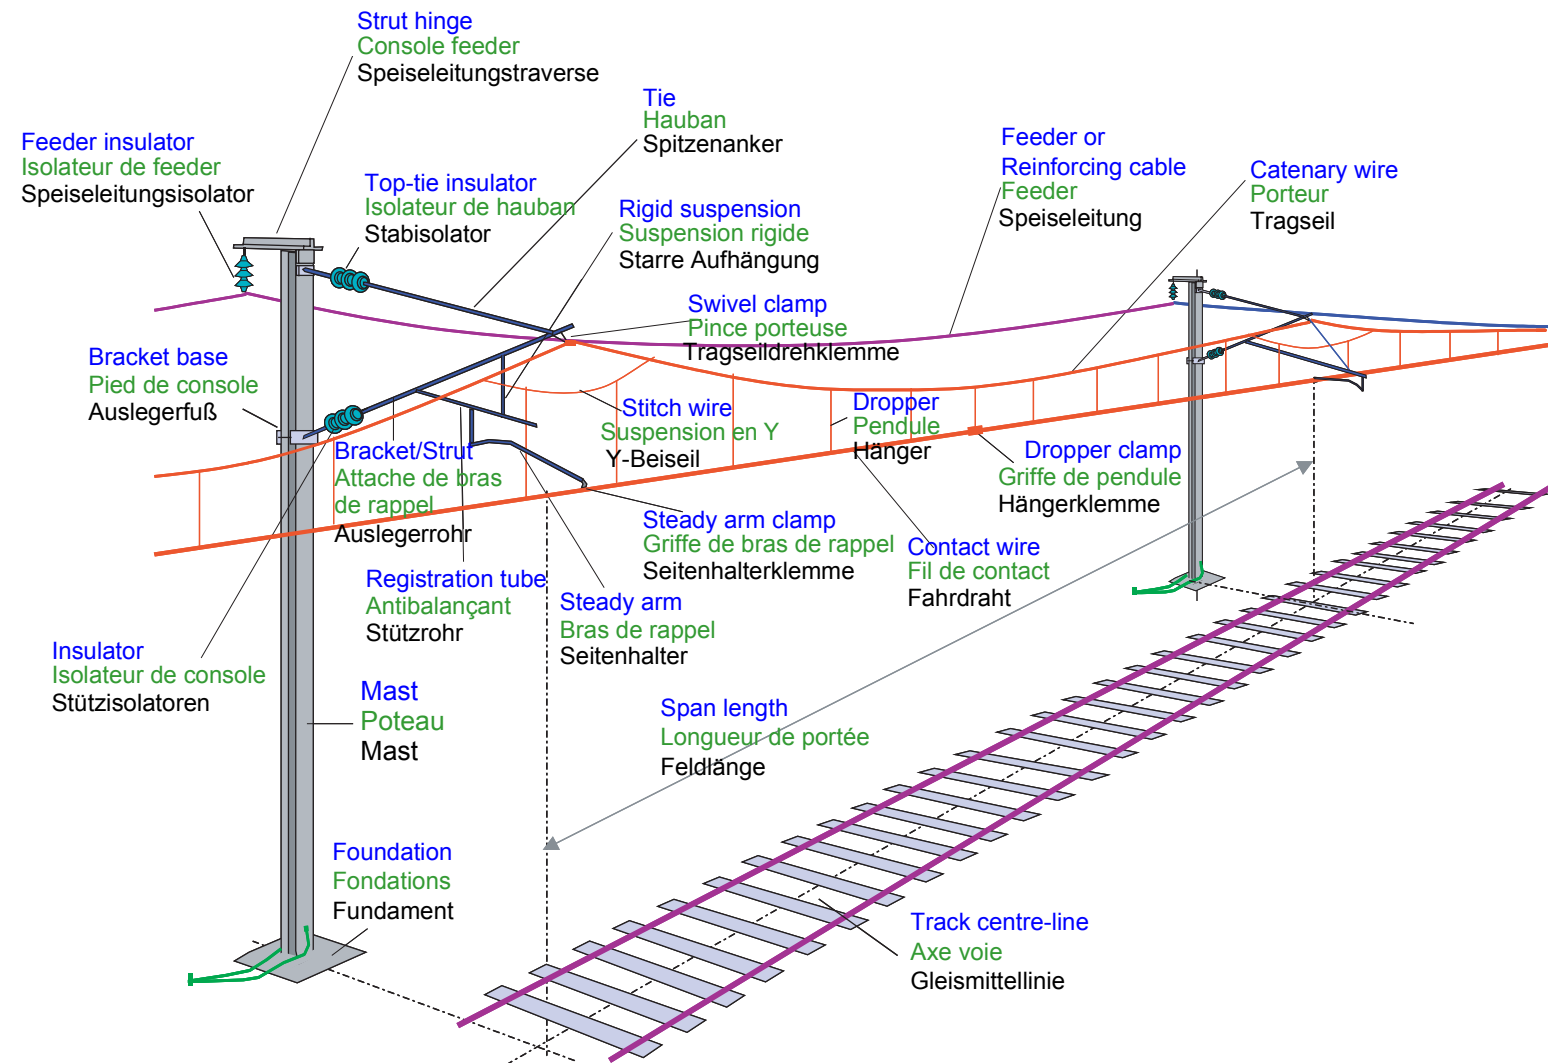 Strut hinge
Console feeder
Speiseleitungstraverse
Tie
Hauban
Spitzenanker
Feeder insulator
Isolateur de feeder
Speiseleitungsisolator
Top-tie insulator
Isolateur de hauban
Stabisolator
Rigid suspension
Suspension rigide
Starre Aufhängung
Feeder or
Reinforcing cable
Feeder
Speiseleitung
Catenary wire
Porteur
Tragseil
Swivel clamp
Pince porteuse
Tragseildrehklemme
Bracket base
Pied de console
Auslegerfuß
Stitch wire
Suspension en Y
Y-Beiseil
Dropper
Pendule
Hänger
Bracket/Strut
Attache de bras
de rappel
Auslegerrohr
Dropper clamp
Griffe de pendule
Hängerklemme
Steady arm clamp
Griffe de bras de rappel
Seitenhalterklemme
Contact wire
Fil de contact
Fahrdraht
Registration tube
Antibalançant
Stützrohr
Steady arm
Bras de rappel
Seitenhalter
Insulator
Isolateur de console
Stützisolatoren
Mast
Poteau
Mast
Span length
Longueur de portée
Feldlänge
Foundation
Fondations
Fundament
Track centre-line
Axe voie
Gleismittellinie